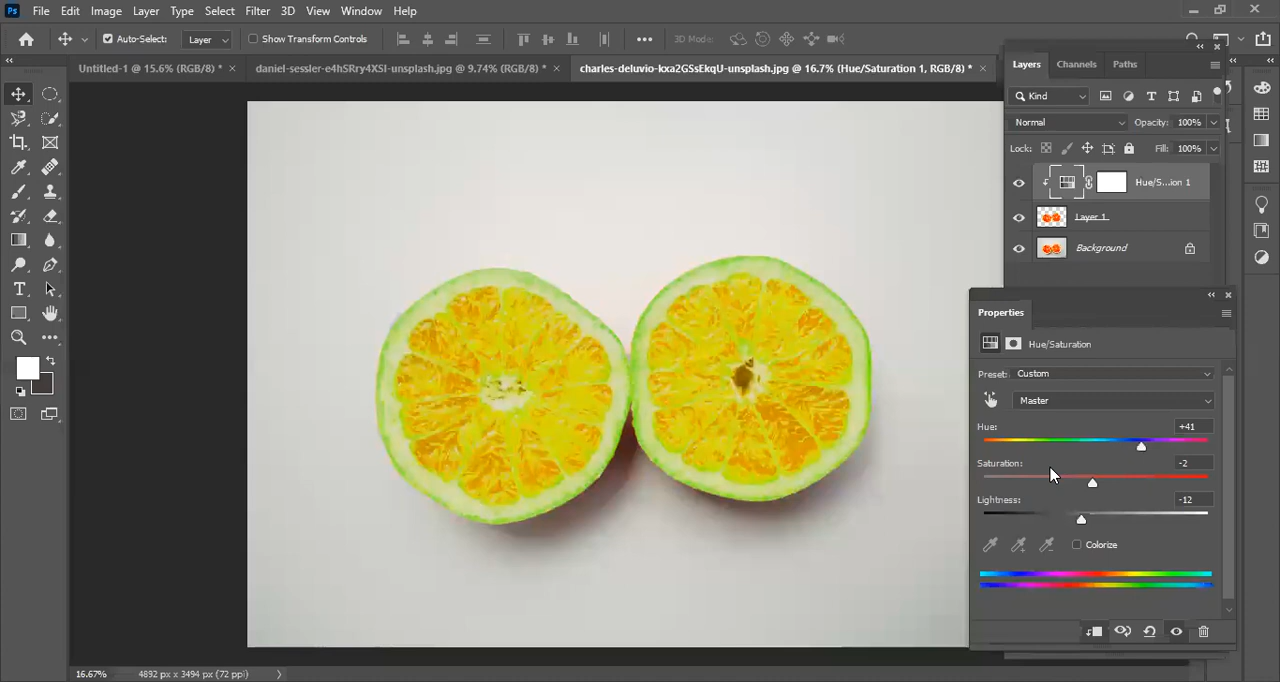 Ps File Edit Image Layer Type Select Filter 3D View Window Help
Auto-Select: Layer Show Transform Controls 3D Mode:
Untitled-1 @ 15.6% (RGB/8) * × daniel-sessler-e4hSRry4XSI-unsplash.jpg @ 9.74% (RGB/8) * × charles-deluvio-kxa2GSsEkqU-unsplash.jpg @ 16.7% (Hue/Saturation 1, RGB/8) * ×
Layers Channels Paths
Kind
Normal Opacity: 100%
Lock: Fill: 100%
Hue/S...ion 1
Layer 1
Background
Properties
Hue/Saturation
Preset: Custom
Master
Hue: +41
Saturation: -2
Lightness: -12
Colorize
16.67% 4892 px x 3494 px (72 ppi)